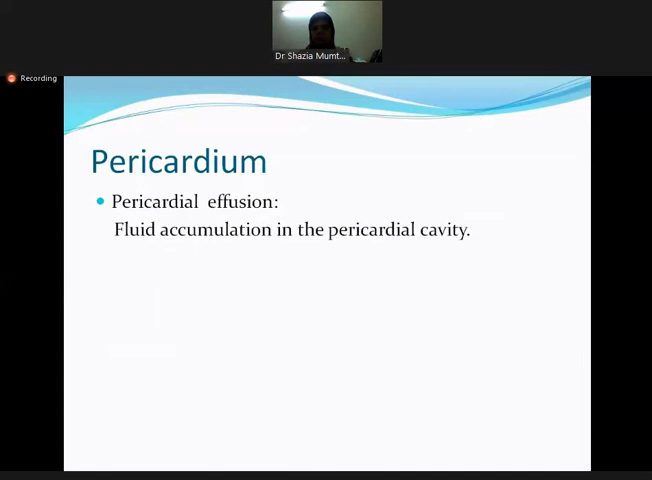 Dr Shazia Mumt...
Recording
Pericardium
Pericardial effusion:
Fluid accumulation in the pericardial cavity.